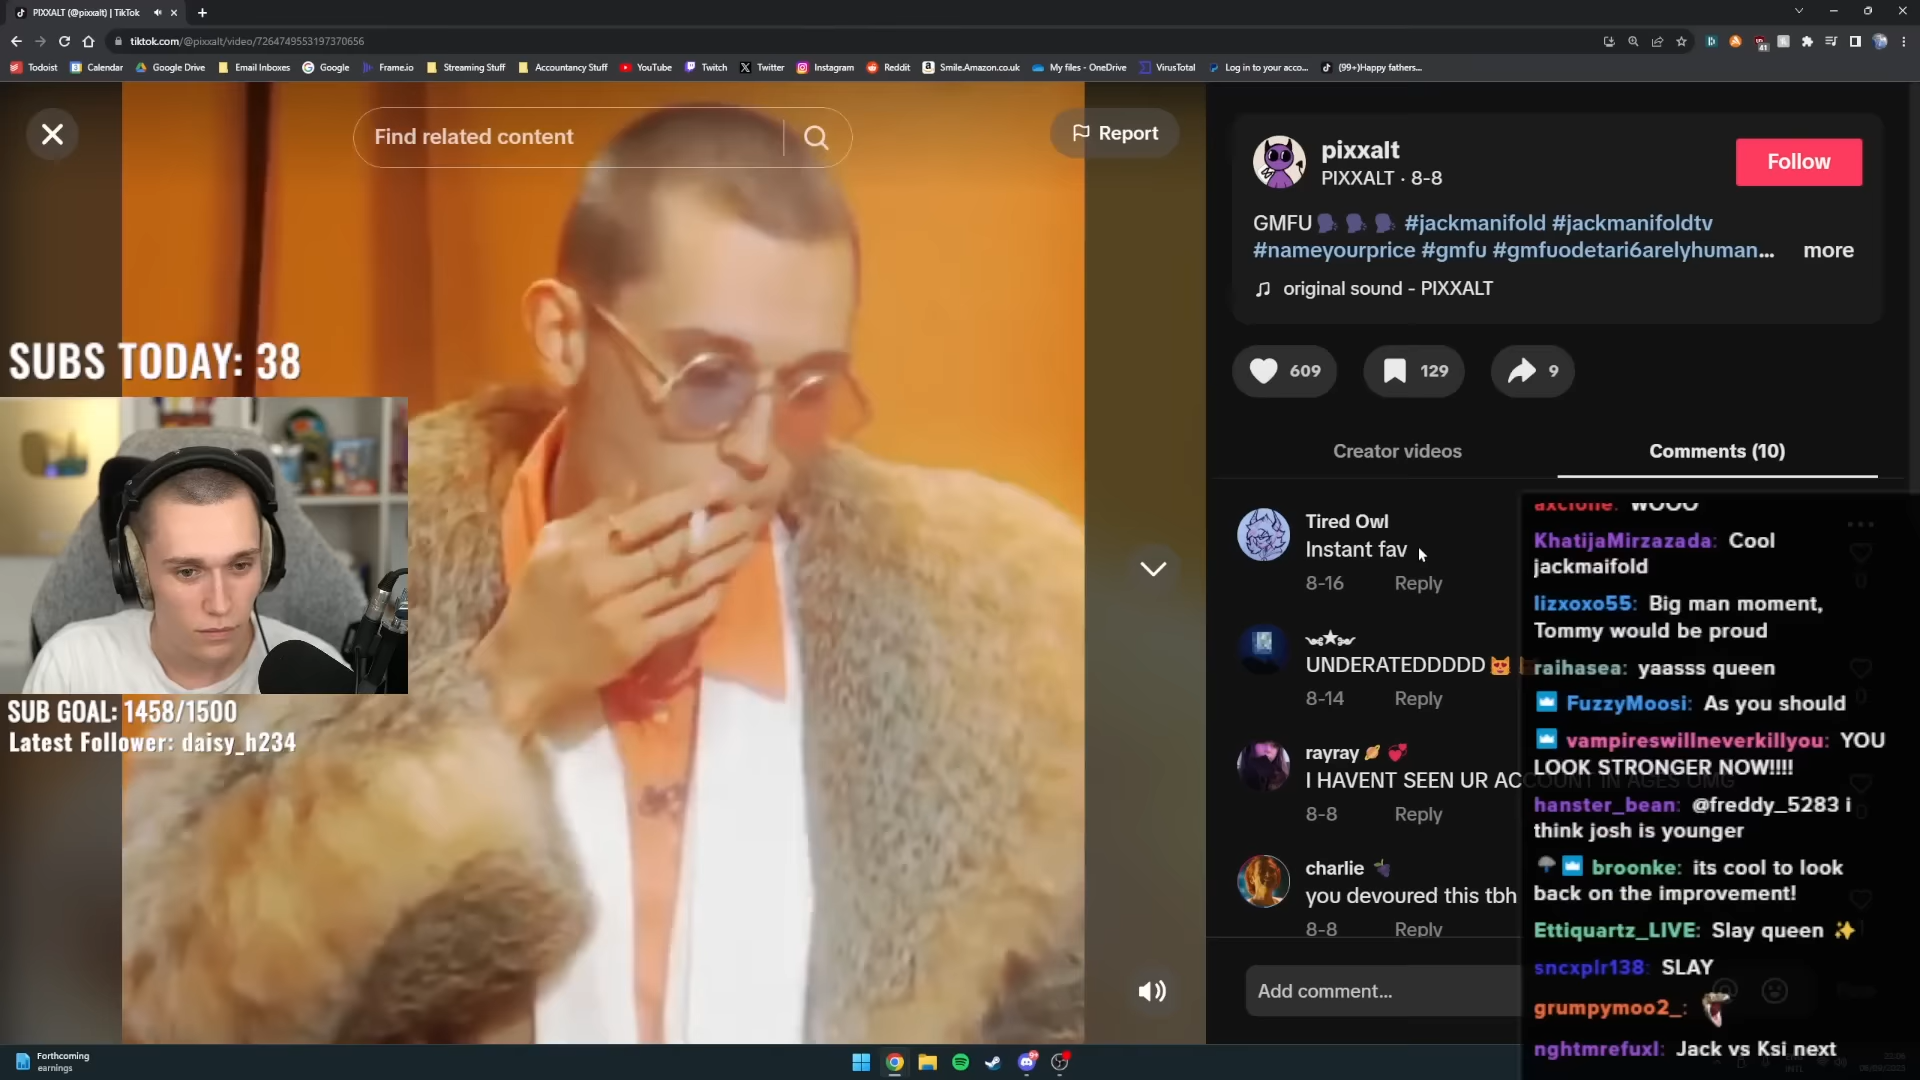 PIXXALT (@pixxalt) | TikTok
tiktok.com/@pixxalt/video/7264749553197370656
41
Todoist
Calendar
Google Drive
Email Inboxes
Google
Frame.io
Streaming Stuff
Accountancy Stuff
YouTube
Twitch
Twitter
Instagram
Reddit
Smile.Amazon.co.uk
My files - OneDrive
VirusTotal
Log in to your acco...
(99+)Happy fathers...
Find related content
Report
SUBS TODAY: 38
SUB GOAL: 1458/1500
Latest Follower: daisy_h234
pixxalt
PIXXALT · 8-8
Follow
GMFU🗣️🗣️🗣️ #jackmanifold #jackmanifoldtv
#nameyourprice #gmfu #gmfuodetari6arelyhuman...
more
original sound - PIXXALT
609
129
9
Creator videos
Comments (10)
Tired Owl
Instant fav
8-16
Reply
UNDERATEDDDDD😻
8-14
Reply
rayray 🪐 💞
I HAVENT SEEN UR ACCOUNT IN AGES OMG
8-8
Reply
charlie 🍇
you devoured this tbh
8-8
Reply
Add comment...
axcione: WOOO
KhatijaMirzazada: Cool
jackmaifold
lizxoxo55: Big man moment,
Tommy would be proud
raihasea: yaasss queen
FuzzyMoosi: As you should
vampireswillneverkillyou: YOU
LOOK STRONGER NOW!!!!
hanster_bean: @freddy_5283 i
think josh is younger
broonke: its cool to look
back on the improvement!
Ettiquartz_LIVE: Slay queen ✨
sncxplr138: SLAY
grumpymoo2_:
nghtmrefuxl: Jack vs Ksi next
Forthcoming
earnings